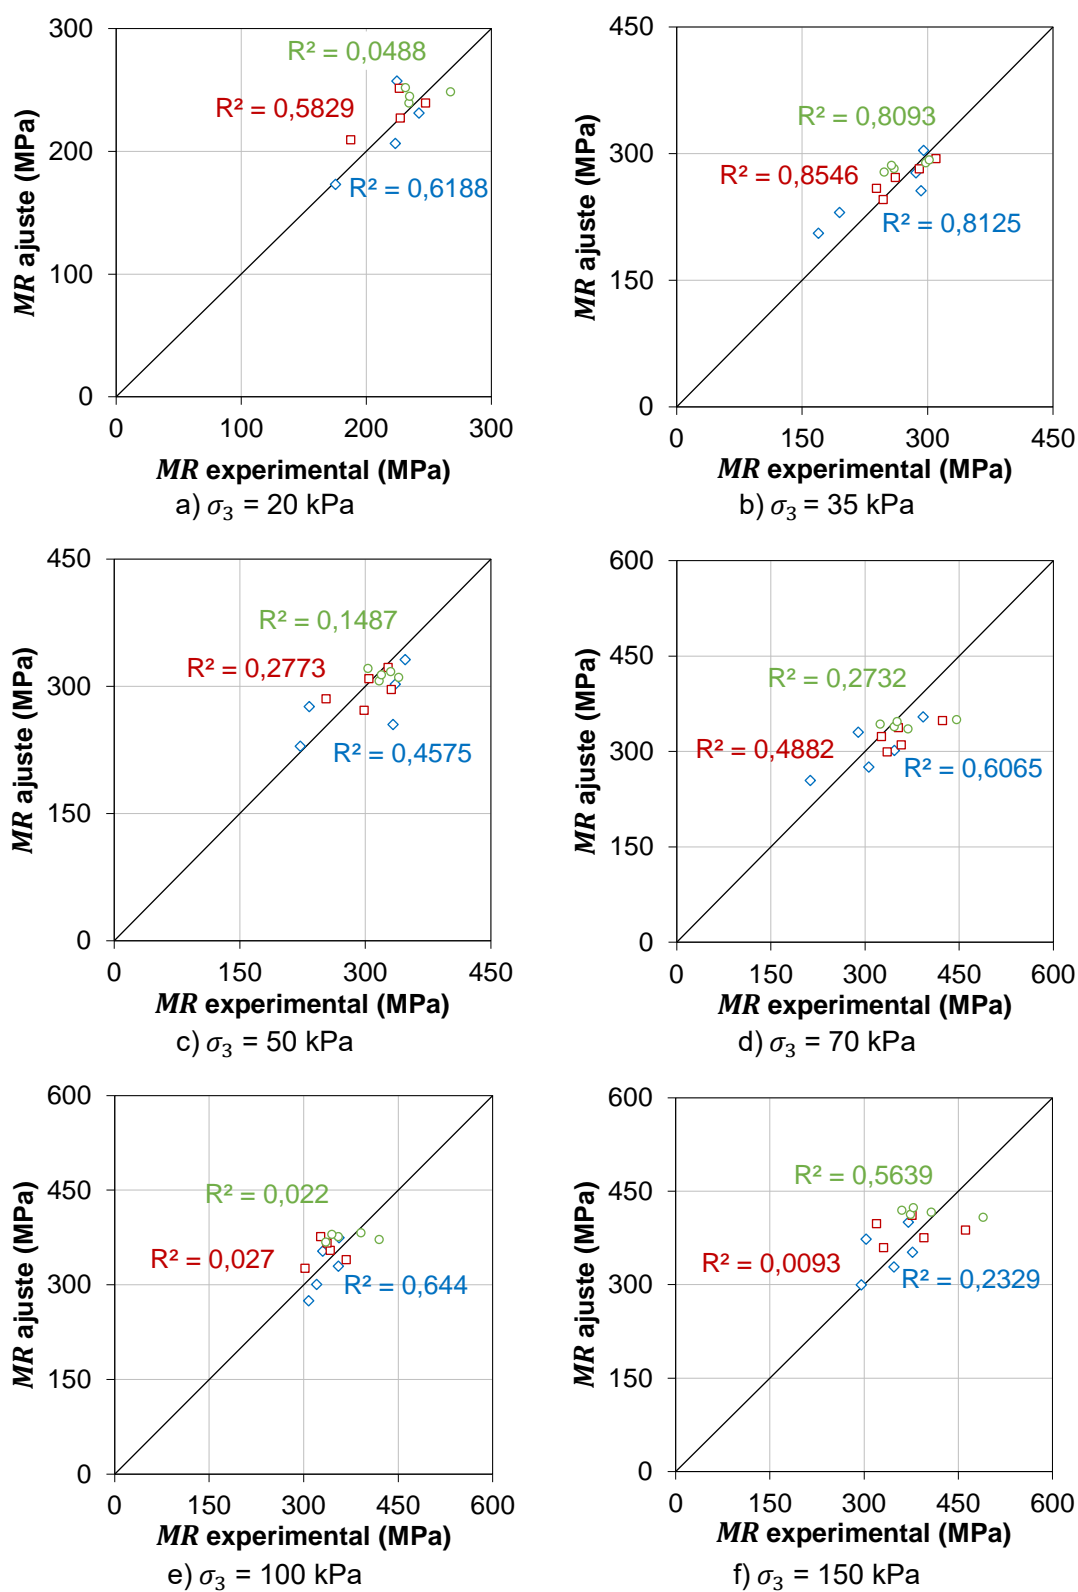 300
R² = 0,0488
R² = 0,5829
200
R² = 0,6188
100
0
0 100 200 300
MR ajuste (MPa)
MR experimental (MPa)
a) σ₃ = 20 kPa
450
R² = 0,8093
300
R² = 0,8546
R² = 0,8125
150
0
0 150 300 450
MR ajuste (MPa)
MR experimental (MPa)
b) σ₃ = 35 kPa
450
R² = 0,1487
R² = 0,2773
300
R² = 0,4575
150
0
0 150 300 450
MR ajuste (MPa)
MR experimental (MPa)
c) σ₃ = 50 kPa
600
450
R² = 0,2732
R² = 0,4882
300
R² = 0,6065
150
0
0 150 300 450 600
MR ajuste (MPa)
MR experimental (MPa)
d) σ₃ = 70 kPa
600
450
R² = 0,022
R² = 0,027
300
R² = 0,644
150
0
0 150 300 450 600
MR ajuste (MPa)
MR experimental (MPa)
e) σ₃ = 100 kPa
600
R² = 0,5639
450
R² = 0,0093
R² = 0,2329
300
150
0
0 150 300 450 600
MR ajuste (MPa)
MR experimental (MPa)
f) σ₃ = 150 kPa